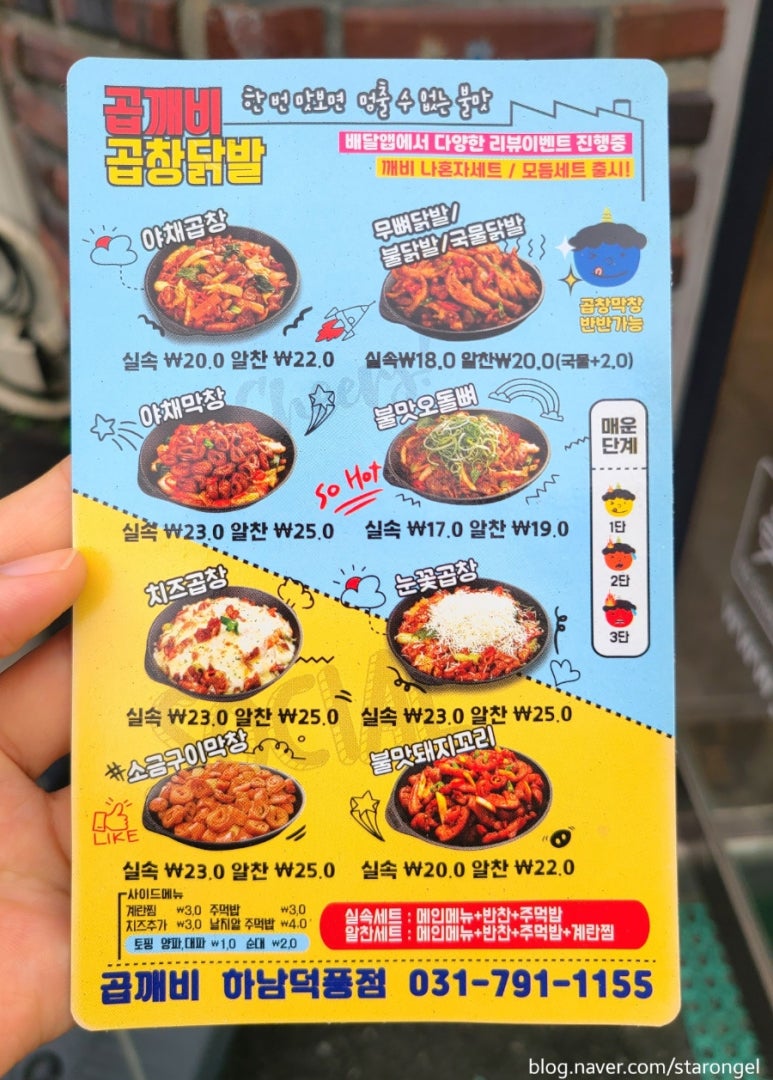 곱깨비
곱창닭발
한 번 맛보면 멈출 수 없는 불맛
배달앱에서 다양한 리뷰이벤트 진행중
깨비 나혼자세트 / 모듬세트 출시!
야채곱창
실속 ₩20.0 알찬 ₩22.0
무뼈닭발/
불닭발/국물닭발
실속₩18.0 알찬₩20.0(국물+2.0)
곱창막창
반반가능
Cheers!
야채막창
실속 ₩23.0 알찬 ₩25.0
So Hot
불맛오돌뼈
실속 ₩17.0 알찬 ₩19.0
매운
단계
1단
2단
3단
치즈곱창
실속 ₩23.0 알찬 ₩25.0
눈꽃곱창
실속 ₩23.0 알찬 ₩25.0
#소금구이막창
LIKE
실속 ₩23.0 알찬 ₩25.0
불맛돼지꼬리
실속 ₩20.0 알찬 ₩22.0
사이드메뉴
계란찜 ₩3.0 주먹밥 ₩3.0
치즈추가 ₩3.0 날치알 주먹밥 ₩4.0
토핑 양파,대파 ₩1.0 순대 ₩2.0
실속세트 : 메인메뉴+반찬+주먹밥
알찬세트 : 메인메뉴+반찬+주먹밥+계란찜
곱깨비 하남덕풍점 031-791-1155
blog.naver.com/starongel